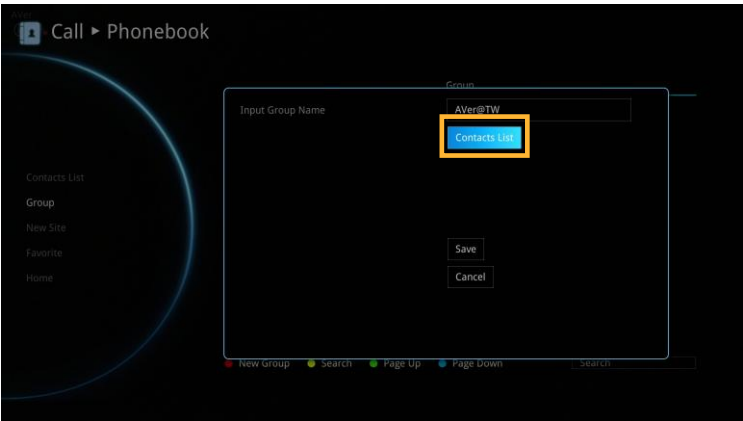 AVer
Call ▸ Phonebook
Group
Input Group Name
AVer@TW
Contacts List
Contacts List
Group
New Site
Favorite
Home
Save
Cancel
New Group Search Page Up Page Down Search